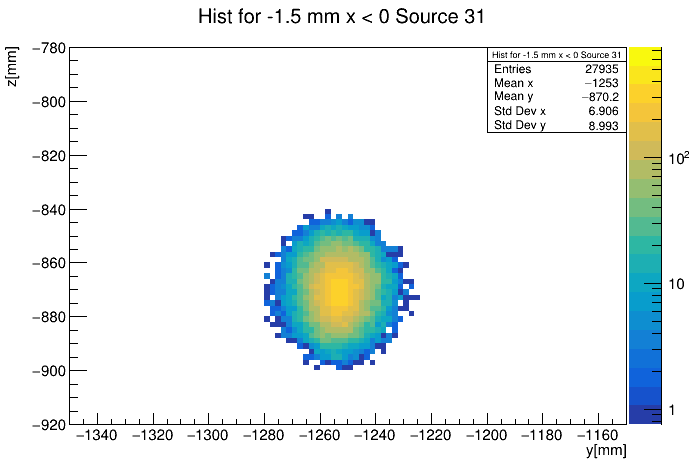 Hist for -1.5 mm x < 0 Source 31
z[mm]
−780
−800
−820
−840
−860
−880
−900
−920
Hist for -1.5 mm x < 0 Source 31
Entries 27935
Mean x −1253
Mean y −870.2
Std Dev x 6.906
Std Dev y 8.993
10²
10
1
−1340 −1320 −1300 −1280 −1260 −1240 −1220 −1200 −1180 −1160
y[mm]